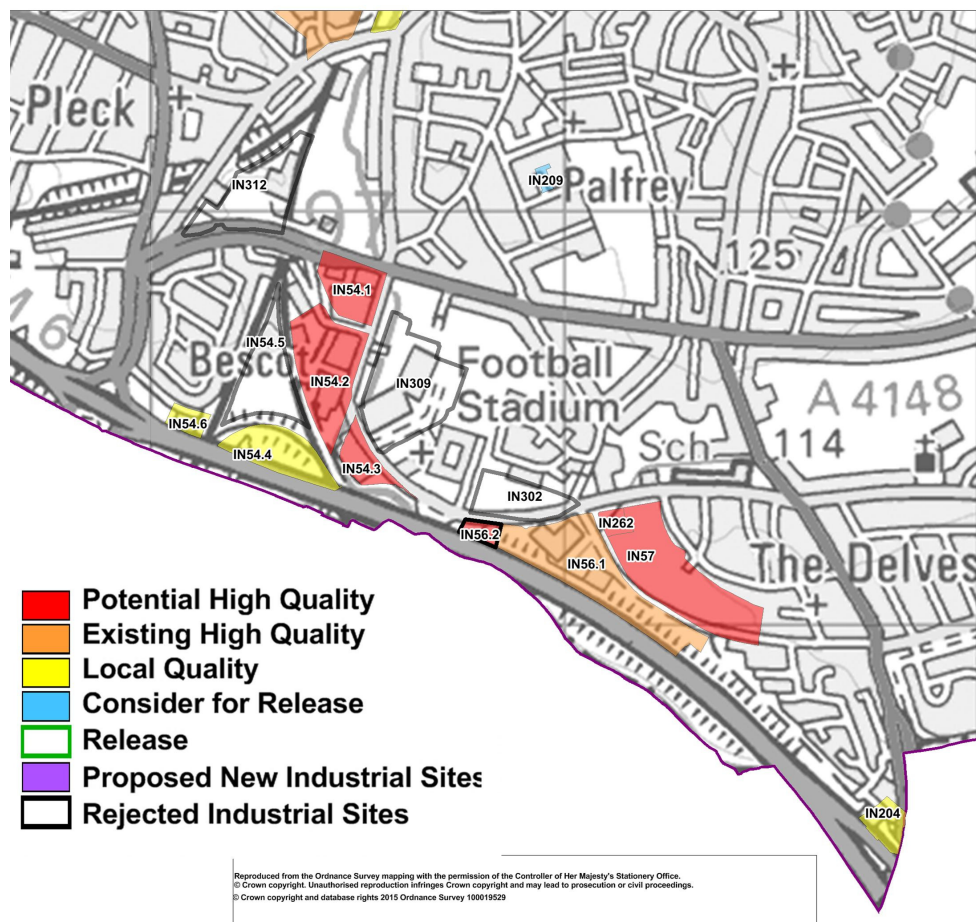 Pleck
IN312
IN209
Palfrey
97
125
IN54.1
IN54.5
Besco
IN54.2
IN309
Football
Stadium
A 4148
IN54.6
IN54.4
IN54.3
Sch
114
IN302
IN56.2
IN262
IN56.1
IN57
The Delves
Potential High Quality
Existing High Quality
Local Quality
Consider for Release
Release
Proposed New Industrial Sites
Rejected Industrial Sites
IN204
Reproduced from the Ordnance Survey mapping with the permission of the Controller of Her Majesty's Stationery Office.
© Crown copyright. Unauthorised reproduction infringes Crown copyright and may lead to prosecution or civil proceedings.
© Crown copyright and database rights 2015 Ordnance Survey 100019529